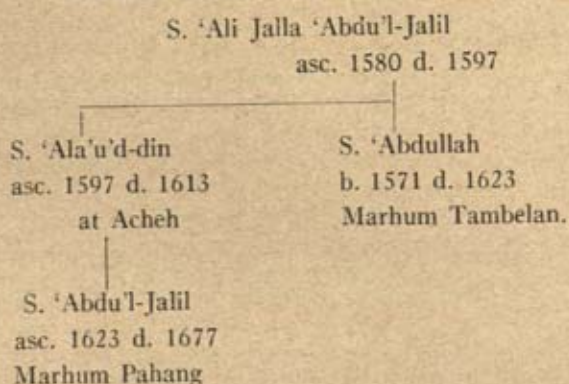 S. ‘Ali Jalla ‘Abdu’l-Jalil
asc. 1580 d. 1597
S. ‘Ala’u’d-din
asc. 1597 d. 1613
at Acheh
S. ‘Abdullah
b. 1571 d. 1623
Marhum Tambelan.
S. ‘Abdu’l-Jalil
asc. 1623 d. 1677
Marhum Pahang